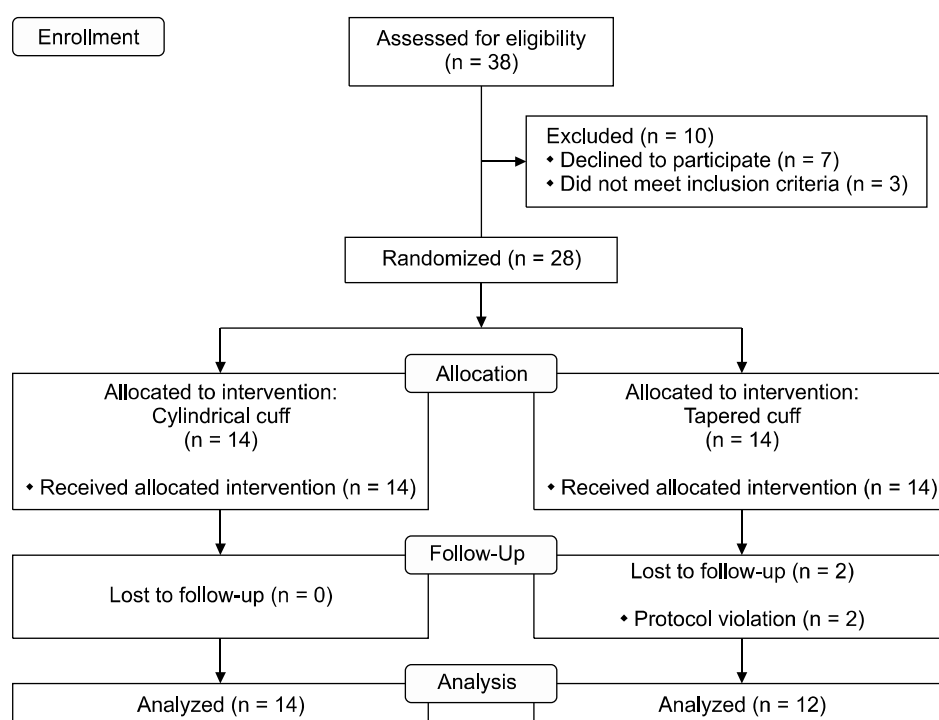 Enrollment
Assessed for eligibility
(n = 38)
Excluded (n = 10)
◆ Declined to participate (n = 7)
◆ Did not meet inclusion criteria (n = 3)
Randomized (n = 28)
Allocation
Allocated to intervention:
Cylindrical cuff
(n = 14)
◆ Received allocated intervention (n = 14)
Allocated to intervention:
Tapered cuff
(n = 14)
◆ Received allocated intervention (n = 14)
Follow-Up
Lost to follow-up (n = 0)
Lost to follow-up (n = 2)
◆ Protocol violation (n = 2)
Analysis
Analyzed (n = 14)
Analyzed (n = 12)